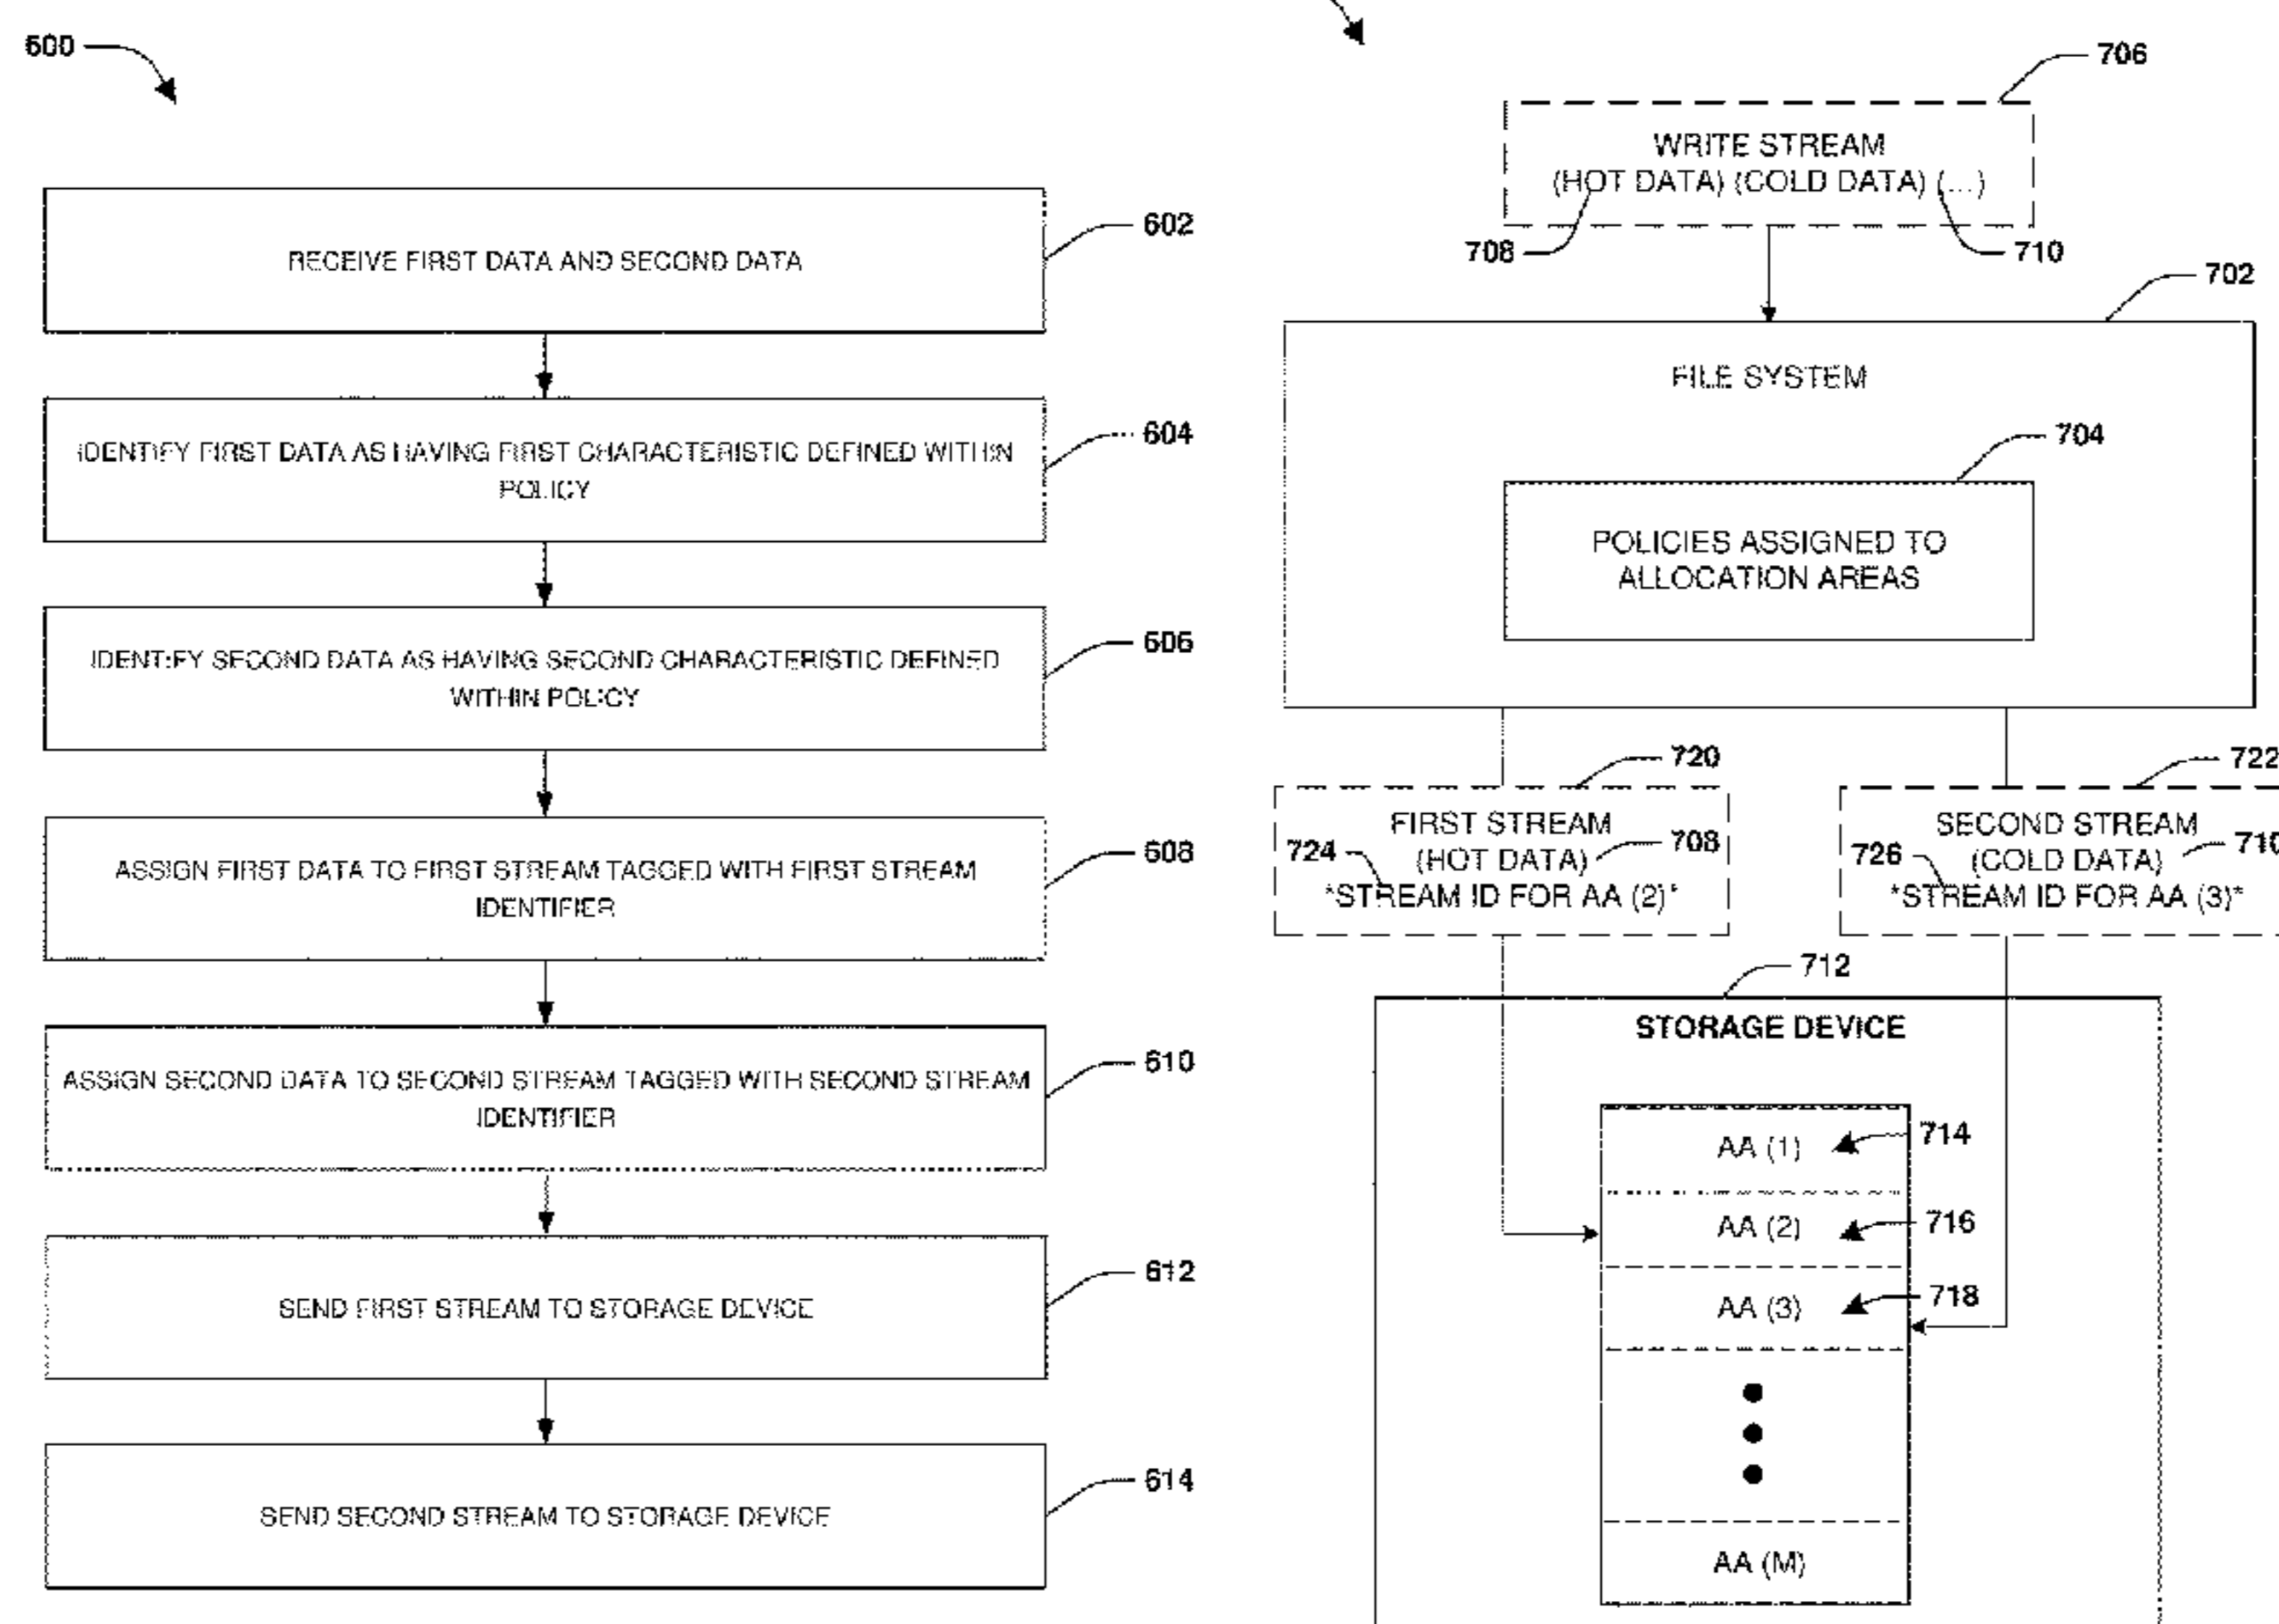 600
RECEIVE FIRST DATA AND SECOND DATA
602
IDENTIFY FIRST DATA AS HAVING FIRST CHARACTERISTIC DEFINED WITHIN
POLICY
604
IDENTIFY SECOND DATA AS HAVING SECOND CHARACTERISTIC DEFINED
WITHIN POLICY
606
ASSIGN FIRST DATA TO FIRST STREAM TAGGED WITH FIRST STREAM
IDENTIFIER
608
ASSIGN SECOND DATA TO SECOND STREAM TAGGED WITH SECOND STREAM
IDENTIFIER
610
SEND FIRST STREAM TO STORAGE DEVICE
612
SEND SECOND STREAM TO STORAGE DEVICE
614
706
WRITE STREAM
(HOT DATA) (COLD DATA) (...)
708
710
702
FILE SYSTEM
704
POLICIES ASSIGNED TO
ALLOCATION AREAS
720
FIRST STREAM
(HOT DATA)
*STREAM ID FOR AA (2)*
724
708
722
SECOND STREAM
(COLD DATA)
*STREAM ID FOR AA (3)*
726
710
712
STORAGE DEVICE
AA (1)
714
AA (2)
716
AA (3)
718
AA (M)